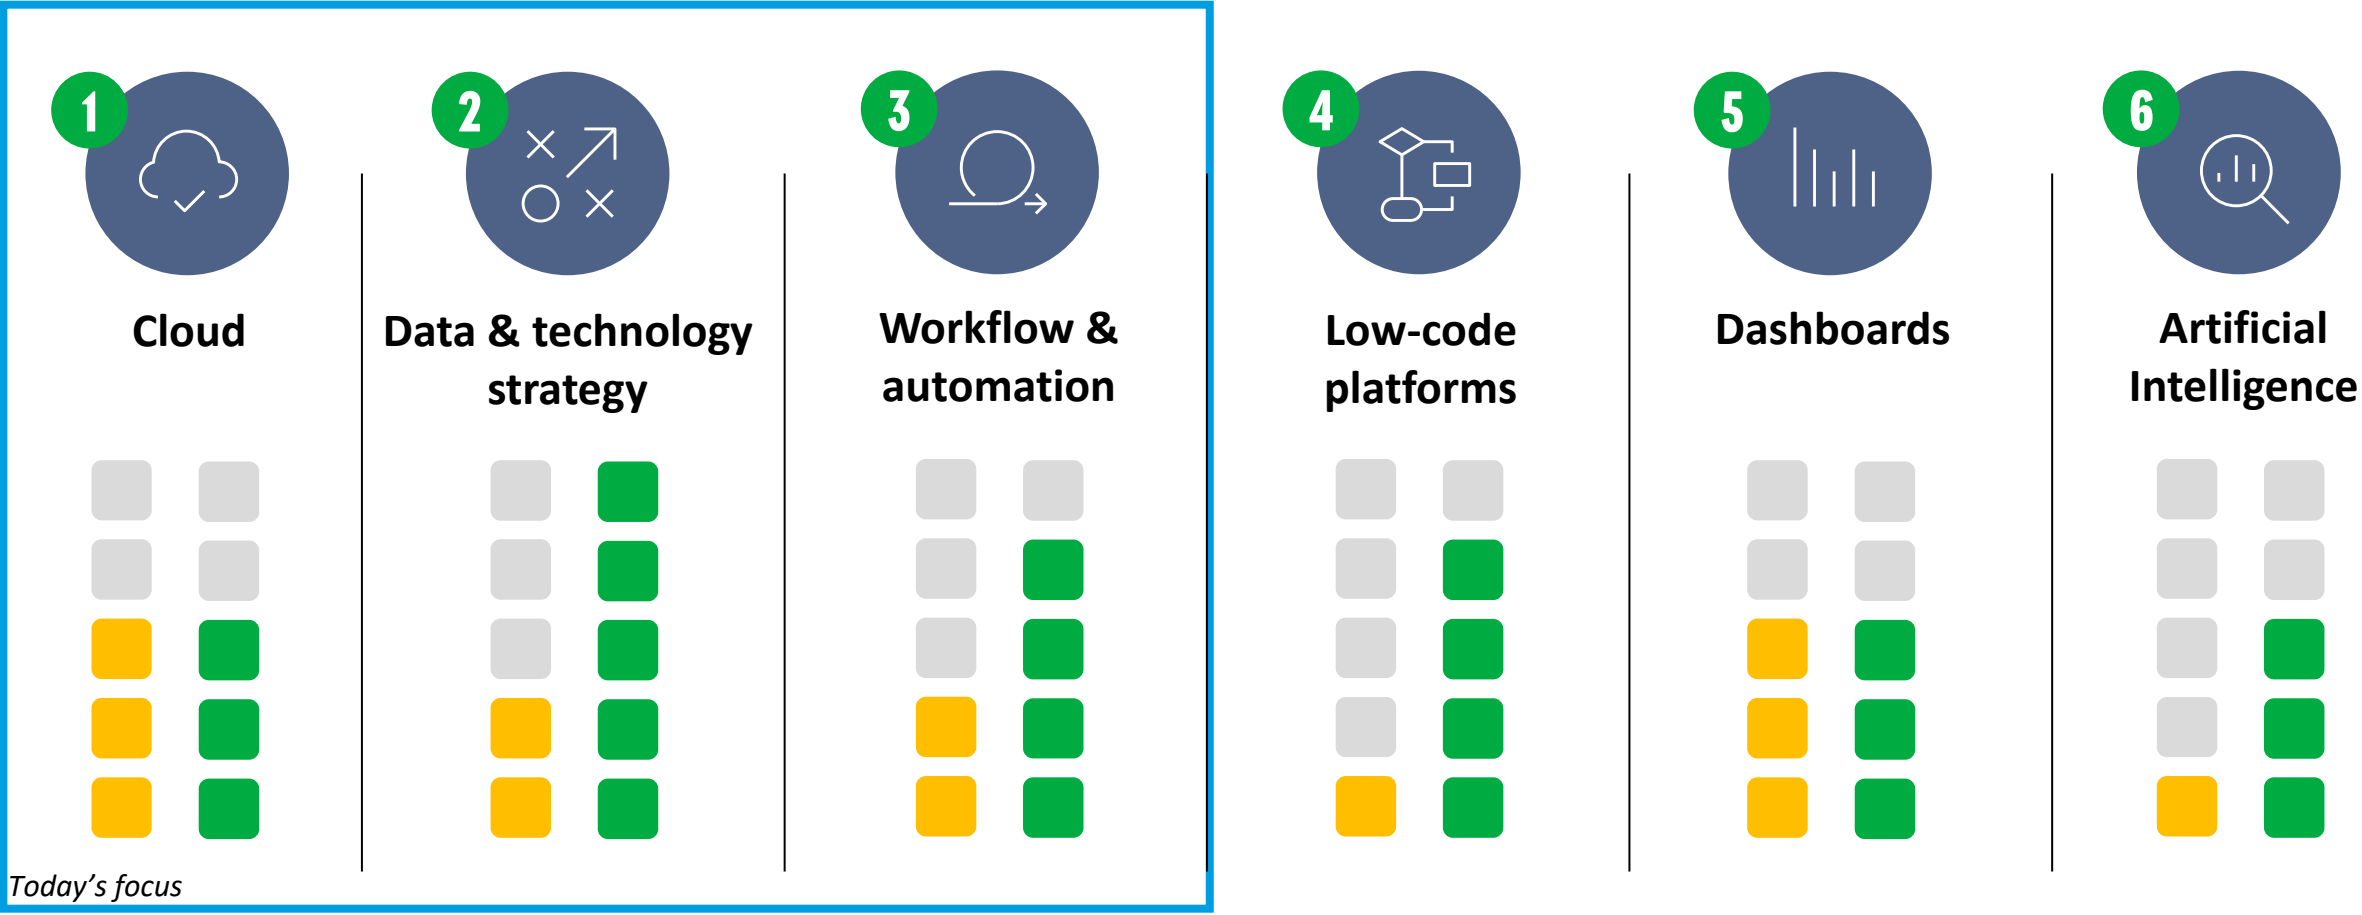 1
Cloud
2
Data & technology
strategy
3
Workflow &
automation
4
Low-code
platforms
5
Dashboards
6
Artificial
Intelligence
Today’s focus